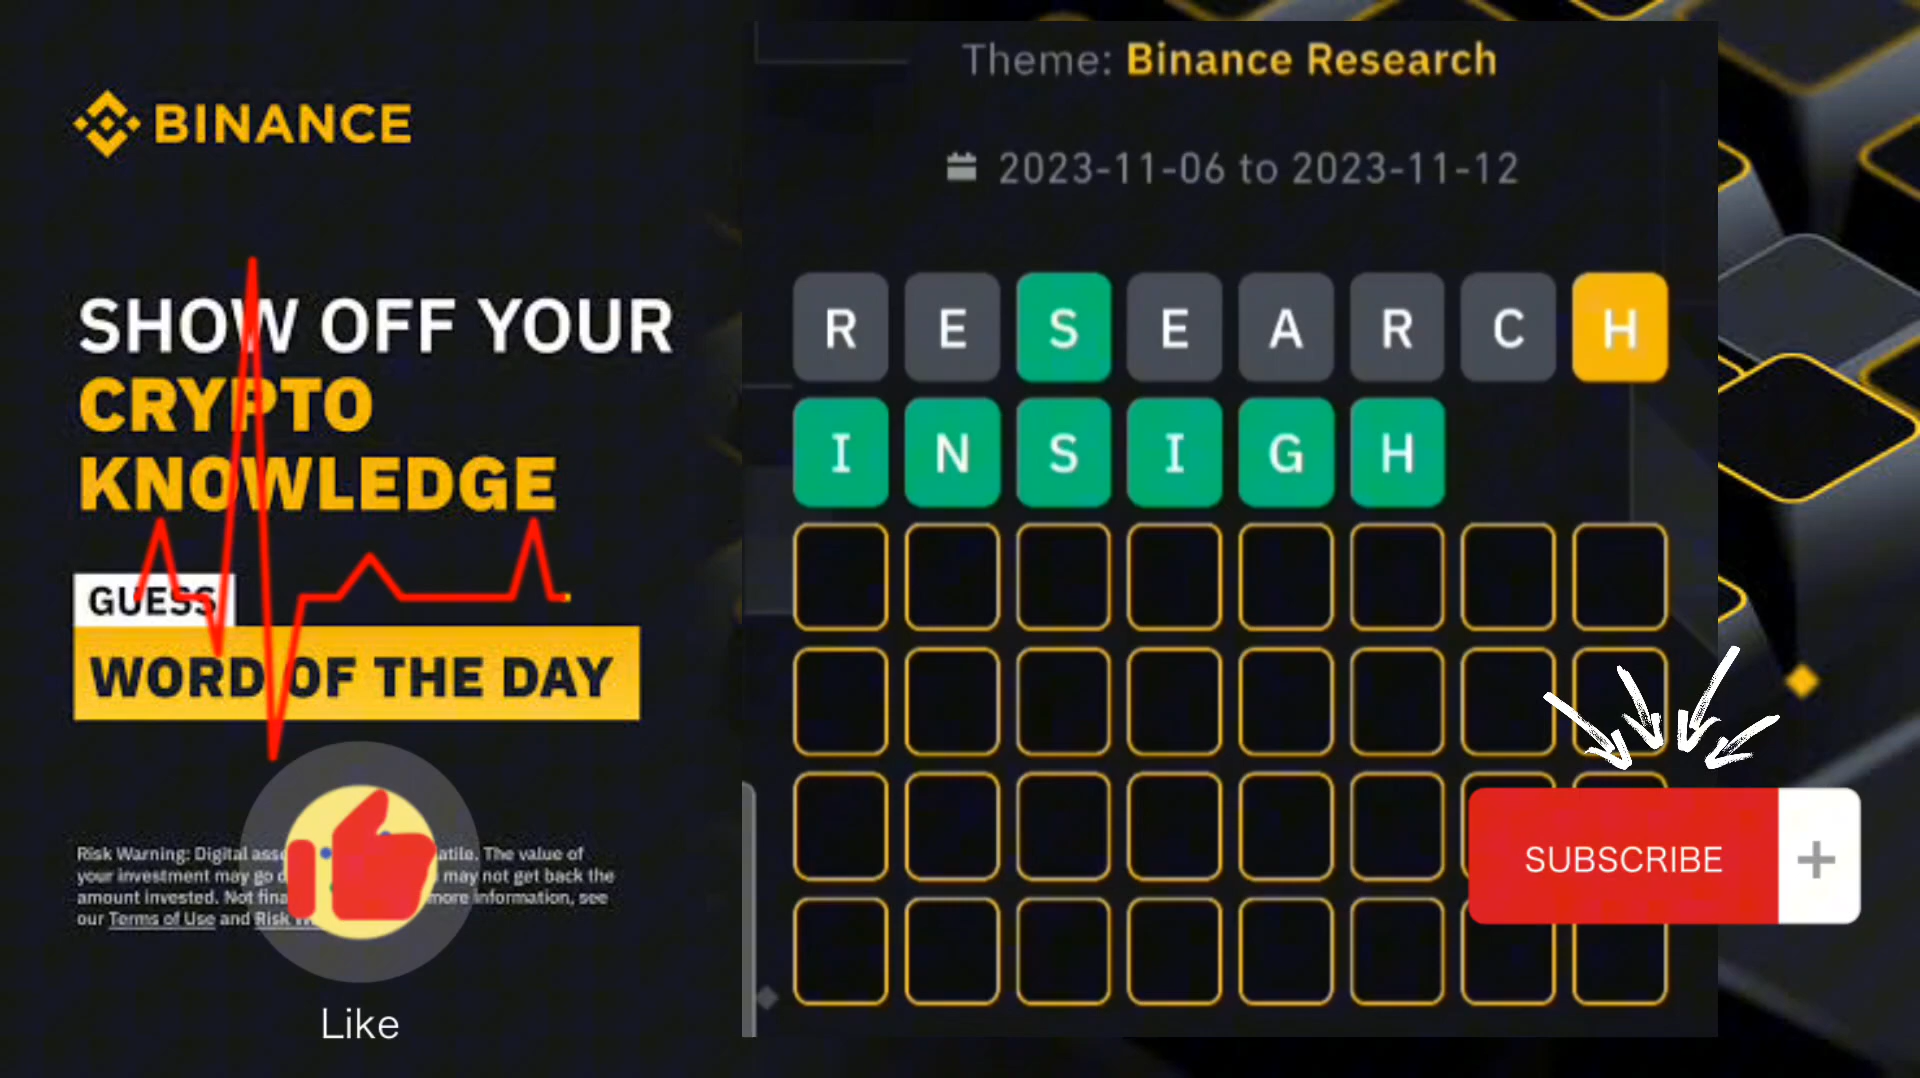 BINANCE
SHOW OFF YOUR
CRYPTO
KNOWLEDGE
GUESS
WORD OF THE DAY
Risk Warning: Digital atile. The value of
your investment may go may not get back the
amount invested. Not more information, see
our Terms of Use and Risk
Like
Theme: Binance Research
2023-11-06 to 2023-11-12
R E S E A R C H
I N S I G H
SUBSCRIBE +